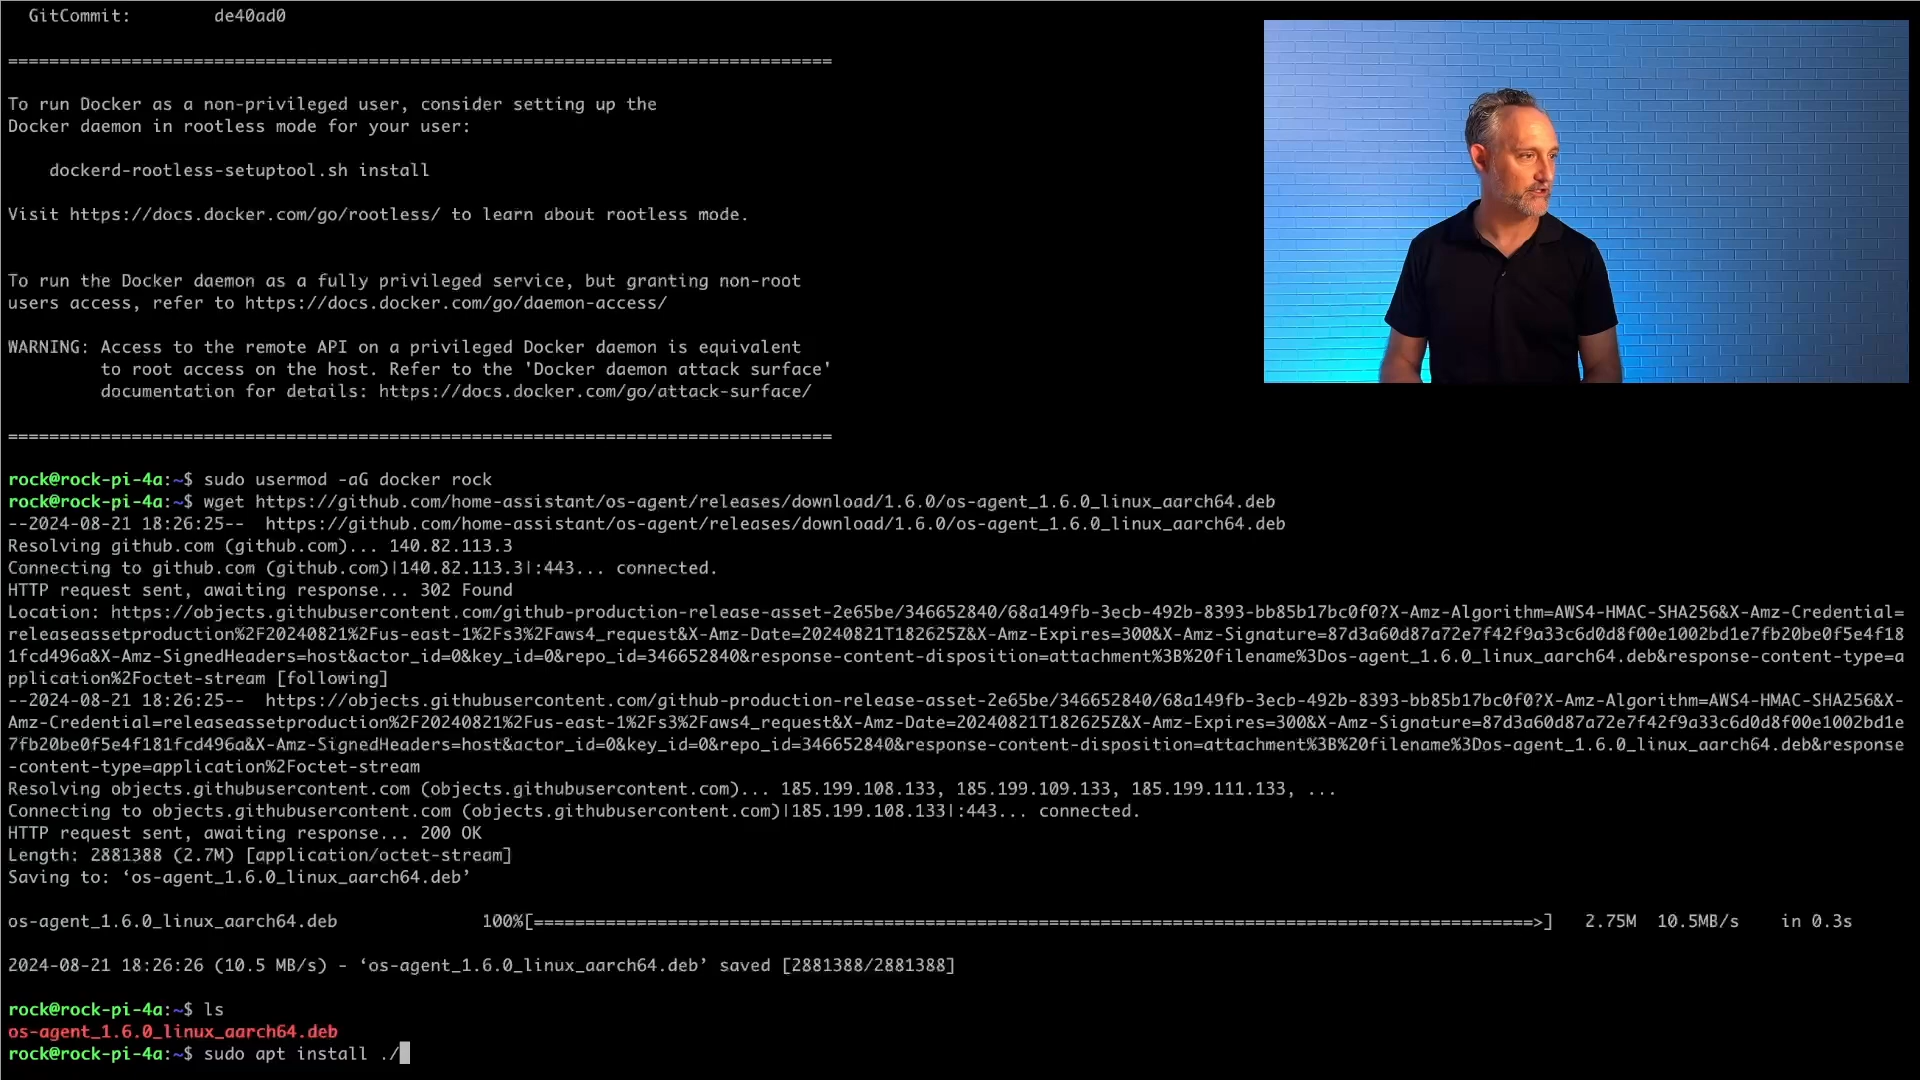 GitCommit:        de40ad0
================================================================================
To run Docker as a non-privileged user, consider setting up the
Docker daemon in rootless mode for your user:
dockerd-rootless-setuptool.sh install
Visit https://docs.docker.com/go/rootless/ to learn about rootless mode.
To run the Docker daemon as a fully privileged service, but granting non-root
users access, refer to https://docs.docker.com/go/daemon-access/
WARNING: Access to the remote API on a privileged Docker daemon is equivalent
to root access on the host. Refer to the 'Docker daemon attack surface'
documentation for details: https://docs.docker.com/go/attack-surface/
================================================================================
rock@rock-pi-4a:~$ sudo usermod -aG docker rock
rock@rock-pi-4a:~$ wget https://github.com/home-assistant/os-agent/releases/download/1.6.0/os-agent_1.6.0_linux_aarch64.deb
--2024-08-21 18:26:25--  https://github.com/home-assistant/os-agent/releases/download/1.6.0/os-agent_1.6.0_linux_aarch64.deb
Resolving github.com (github.com)... 140.82.113.3
Connecting to github.com (github.com)|140.82.113.3|:443... connected.
HTTP request sent, awaiting response... 302 Found
Location: https://objects.githubusercontent.com/github-production-release-asset-2e65be/346652840/68a149fb-3ecb-492b-8393-bb85b17bc0f0?X-Amz-Algorithm=AWS4-HMAC-SHA256&X-Amz-Credential=
releaseassetproduction%2F20240821%2Fus-east-1%2Fs3%2Faws4_request&X-Amz-Date=20240821T182625Z&X-Amz-Expires=300&X-Amz-Signature=87d3a60d87a72e7f42f9a33c6d0d8f00e1002bd1e7fb20be0f5e4f18
1fcd496a&X-Amz-SignedHeaders=host&actor_id=0&key_id=0&repo_id=346652840&response-content-disposition=attachment%3B%20filename%3Dos-agent_1.6.0_linux_aarch64.deb&response-content-type=a
pplication%2Foctet-stream [following]
--2024-08-21 18:26:25--  https://objects.githubusercontent.com/github-production-release-asset-2e65be/346652840/68a149fb-3ecb-492b-8393-bb85b17bc0f0?X-Amz-Algorithm=AWS4-HMAC-SHA256&X-
Amz-Credential=releaseassetproduction%2F20240821%2Fus-east-1%2Fs3%2Faws4_request&X-Amz-Date=20240821T182625Z&X-Amz-Expires=300&X-Amz-Signature=87d3a60d87a72e7f42f9a33c6d0d8f00e1002bd1e
7fb20be0f5e4f181fcd496a&X-Amz-SignedHeaders=host&actor_id=0&key_id=0&repo_id=346652840&response-content-disposition=attachment%3B%20filename%3Dos-agent_1.6.0_linux_aarch64.deb&response
-content-type=application%2Foctet-stream
Resolving objects.githubusercontent.com (objects.githubusercontent.com)... 185.199.108.133, 185.199.109.133, 185.199.111.133, ...
Connecting to objects.githubusercontent.com (objects.githubusercontent.com)|185.199.108.133|:443... connected.
HTTP request sent, awaiting response... 200 OK
Length: 2881388 (2.7M) [application/octet-stream]
Saving to: ‘os-agent_1.6.0_linux_aarch64.deb’
os-agent_1.6.0_linux_aarch64.deb              100%[=================================================================================================>]   2.75M  10.5MB/s    in 0.3s
2024-08-21 18:26:26 (10.5 MB/s) - ‘os-agent_1.6.0_linux_aarch64.deb’ saved [2881388/2881388]
rock@rock-pi-4a:~$ ls
os-agent_1.6.0_linux_aarch64.deb
rock@rock-pi-4a:~$ sudo apt install ./